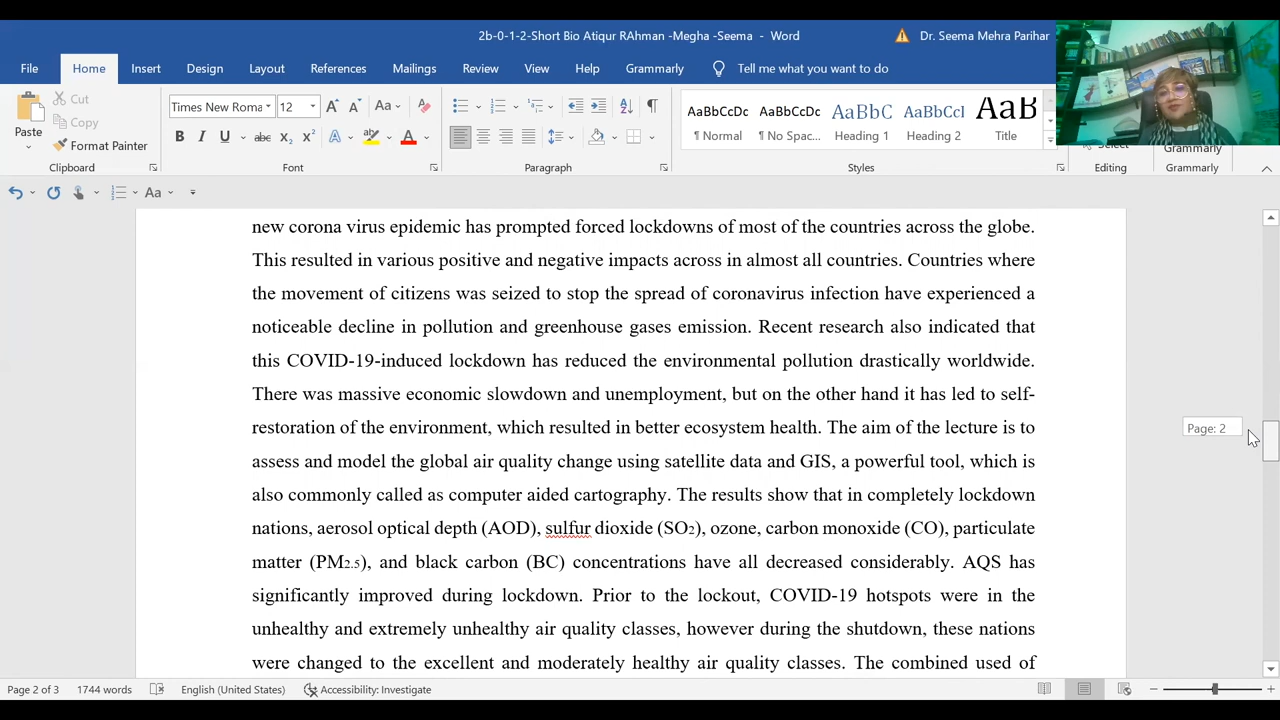 2b-0-1-2-Short Bio Atiqur RAhman -Megha -Seema - Word
Dr. Seema Mehra Parihar
File Home Insert Design Layout References Mailings Review View Help Grammarly Tell me what you want to do
Paste
Cut
Copy
Format Painter
Clipboard
Times New Roma 12
Font
Paragraph
AaBbCcDc AaBbCcDc AaBbC AaBbCcI AaB
¶ Normal ¶ No Spac... Heading 1 Heading 2 Title
Styles
Select
Editing
Grammarly
Grammarly
new corona virus epidemic has prompted forced lockdowns of most of the countries across the globe.
This resulted in various positive and negative impacts across in almost all countries. Countries where
the movement of citizens was seized to stop the spread of coronavirus infection have experienced a
noticeable decline in pollution and greenhouse gases emission. Recent research also indicated that
this COVID-19-induced lockdown has reduced the environmental pollution drastically worldwide.
There was massive economic slowdown and unemployment, but on the other hand it has led to self-
restoration of the environment, which resulted in better ecosystem health. The aim of the lecture is to
assess and model the global air quality change using satellite data and GIS, a powerful tool, which is
also commonly called as computer aided cartography. The results show that in completely lockdown
nations, aerosol optical depth (AOD), sulfur dioxide (SO2), ozone, carbon monoxide (CO), particulate
matter (PM2.5), and black carbon (BC) concentrations have all decreased considerably. AQS has
significantly improved during lockdown. Prior to the lockout, COVID-19 hotspots were in the
unhealthy and extremely unhealthy air quality classes, however during the shutdown, these nations
were changed to the excellent and moderately healthy air quality classes. The combined used of
Page: 2
Page 2 of 3 1744 words English (United States) Accessibility: Investigate